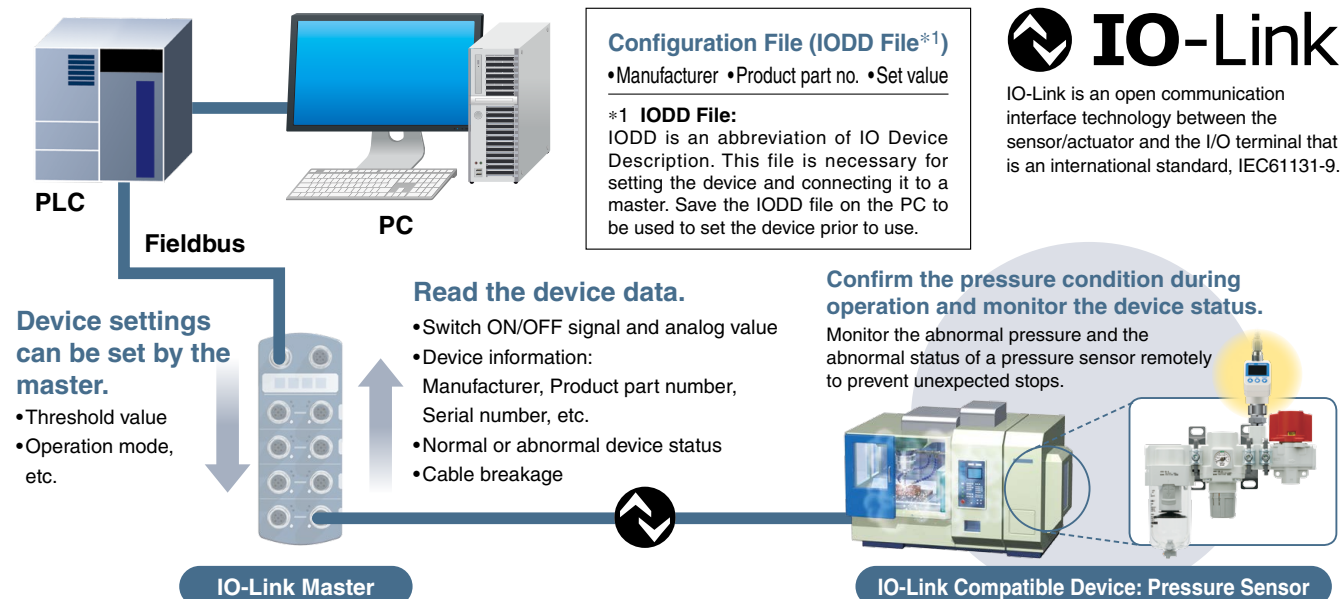 PLC
PC
Fieldbus
Configuration File (IODD File*1)
•Manufacturer •Product part no. •Set value
*1 IODD File:
IODD is an abbreviation of IO Device
Description. This file is necessary for
setting the device and connecting it to a
master. Save the IODD file on the PC to
be used to set the device prior to use.
IO-Link
IO-Link is an open communication
interface technology between the
sensor/actuator and the I/O terminal that
is an international standard, IEC61131-9.
Device settings
can be set by the
master.
•Threshold value
•Operation mode,
etc.
Read the device data.
•Switch ON/OFF signal and analog value
•Device information:
Manufacturer, Product part number,
Serial number, etc.
•Normal or abnormal device status
•Cable breakage
Confirm the pressure condition during
operation and monitor the device status.
Monitor the abnormal pressure and the
abnormal status of a pressure sensor remotely
to prevent unexpected stops.
IO-Link Master
IO-Link Compatible Device: Pressure Sensor